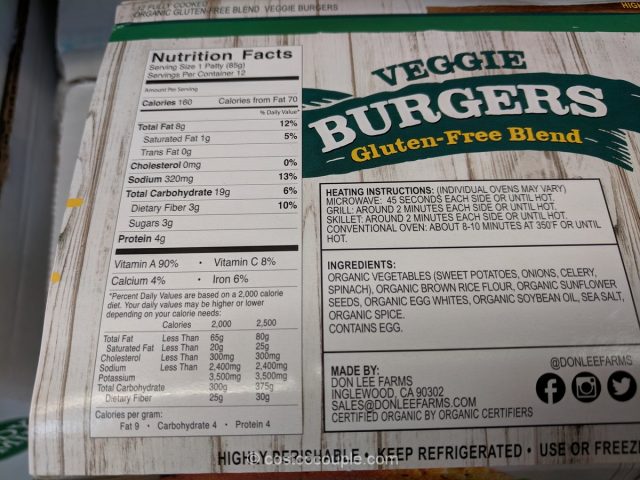 12 FULLY COOKED
ORGANIC GLUTEN-FREE BLEND VEGGIE BURGERS
HIGH
Nutrition Facts
Serving Size 1 Patty (85g)
Servings Per Container 12
Amount Per Serving
Calories 160 Calories from Fat 70
% Daily Value*
Total Fat 8g 12%
Saturated Fat 1g 5%
Trans Fat 0g
Cholesterol 0mg 0%
Sodium 320mg 13%
Total Carbohydrate 19g 6%
Dietary Fiber 3g 10%
Sugars 3g
Protein 4g
Vitamin A 90% • Vitamin C 8%
Calcium 4% • Iron 6%
*Percent Daily Values are based on a 2,000 calorie
diet. Your daily values may be higher or lower
depending on your calorie needs:
Calories 2,000 2,500
Total Fat Less Than 65g 80g
Saturated Fat Less Than 20g 25g
Cholesterol Less Than 300mg 300mg
Sodium Less Than 2,400mg 2,400mg
Potassium 3,500mg 3,500mg
Total Carbohydrate 300g 375g
Dietary Fiber 25g 30g
Calories per gram:
Fat 9 • Carbohydrate 4 • Protein 4
VEGGIE
BURGERS
Gluten-Free Blend
HEATING INSTRUCTIONS: (INDIVIDUAL OVENS MAY VARY)
MICROWAVE: 45 SECONDS EACH SIDE OR UNTIL HOT.
GRILL: AROUND 2 MINUTES EACH SIDE OR UNTIL HOT.
SKILLET: AROUND 2 MINUTES EACH SIDE OR UNTIL HOT.
CONVENTIONAL OVEN: ABOUT 8-10 MINUTES AT 350°F OR UNTIL
HOT.
INGREDIENTS:
ORGANIC VEGETABLES (SWEET POTATOES, ONIONS, CELERY,
SPINACH), ORGANIC BROWN RICE FLOUR, ORGANIC SUNFLOWER
SEEDS, ORGANIC EGG WHITES, ORGANIC SOYBEAN OIL, SEA SALT,
ORGANIC SPICE.
CONTAINS EGG.
MADE BY:
DON LEE FARMS
INGLEWOOD, CA 90302
SALES@DONLEEFARMS.COM
CERTIFIED ORGANIC BY ORGANIC CERTIFIERS
@DONLEEFARMS
HIGHLY PERISHABLE • KEEP REFRIGERATED • USE OR FREEZ
© costcocouple.com